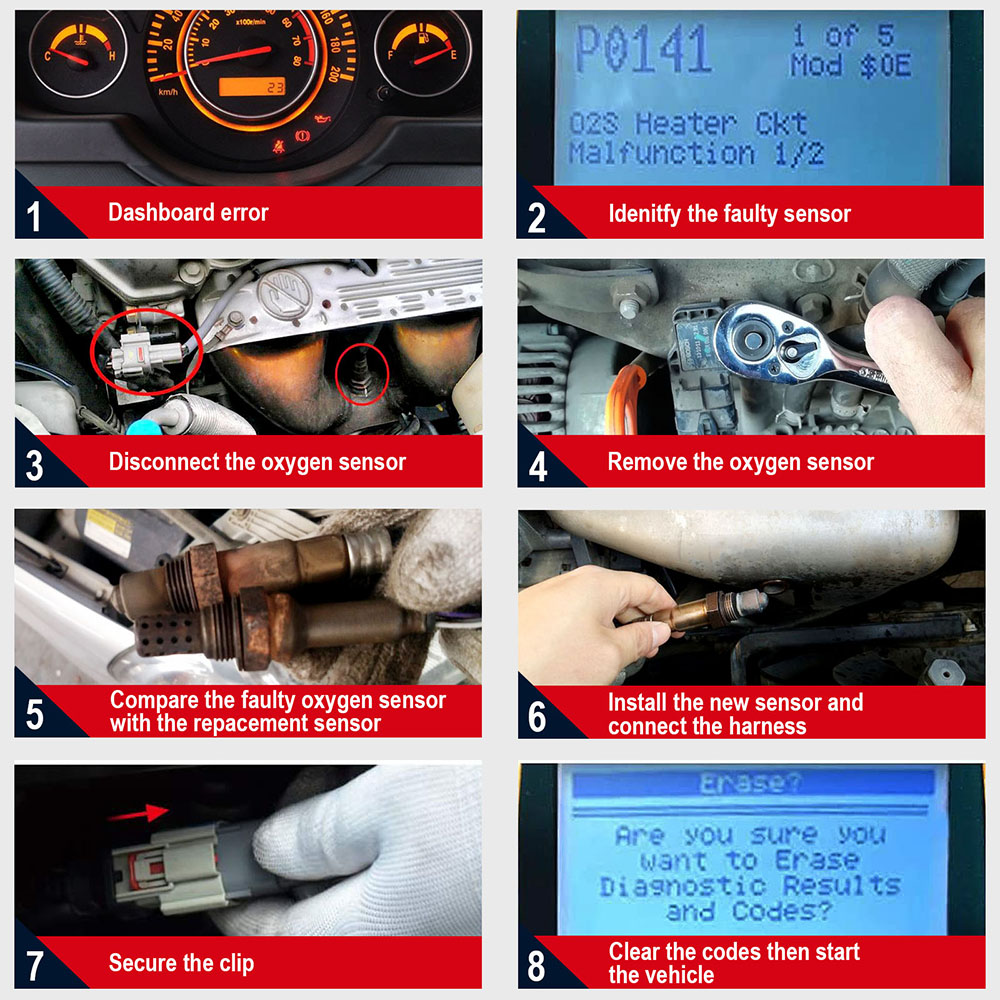 x100r/min
C
H
F
E
20
40
10
20
60
70
80
160
180
200
km/h
23
1
Dashboard error
P0141
1 of 5
Mod $0E
O2S Heater Ckt
Malfunction 1/2
2
Idenitfy the faulty sensor
3
Disconnect the oxygen sensor
4
Remove the oxygen sensor
5
Compare the faulty oxygen sensor
with the repacement sensor
6
Install the new sensor and
connect the harness
7
Secure the clip
Erase?
Are you sure you
want to Erase
Diagnostic Results
and Codes?
8
Clear the codes then start
the vehicle